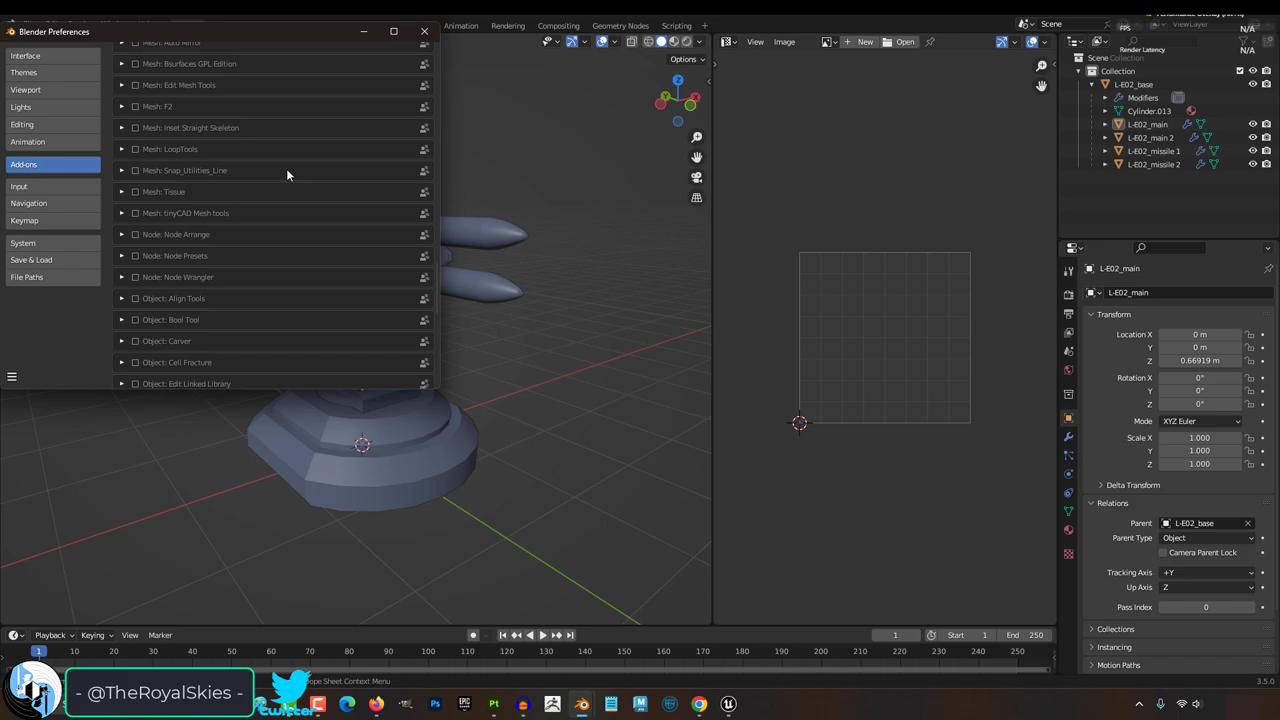 Blender Preferences
Interface
Themes
Viewport
Lights
Editing
Animation
Add-ons
Input
Navigation
Keymap
System
Save & Load
File Paths
Mesh: Auto Mirror
Mesh: Bsurfaces GPL Edition
Mesh: Edit Mesh Tools
Mesh: F2
Mesh: Inset Straight Skeleton
Mesh: LoopTools
Mesh: Snap_Utilities_Line
Mesh: Tissue
Mesh: tinyCAD Mesh tools
Node: Node Arrange
Node: Node Presets
Node: Node Wrangler
Object: Align Tools
Object: Bool Tool
Object: Carver
Object: Cell Fracture
Object: Edit Linked Library
Animation Rendering Compositing Geometry Nodes Scripting
Options
Z
Y
X
View Image New Open
Scene
N/A
Render Latency
N/A
Scene Collection
Collection
L-E02_base
Modifiers
Cylinder.013
L-E02_main
L-E02_main 2
L-E02_missile 1
L-E02_missile 2
L-E02_main
L-E02_main
Transform
Location X 0 m
Y 0 m
Z 0.66919 m
Rotation X 0°
Y 0°
Z 0°
Mode XYZ Euler
Scale X 1.000
Y 1.000
Z 1.000
Delta Transform
Relations
Parent L-E02_base
Parent Type Object
Camera Parent Lock
Tracking Axis +Y
Up Axis Z
Pass Index 0
Collections
Instancing
Motion Paths
Playback Keying View Marker
1 Start 1 End 250
1 10 20 30 40 50 60 70 80 90 100 110 120 130 140 150 160 170 180 190 200 210 220 230 240 250
Dope Sheet Context Menu
3.5.0
- @TheRoyalSkies -
Twitter
Ps
EPIC
Pt
M